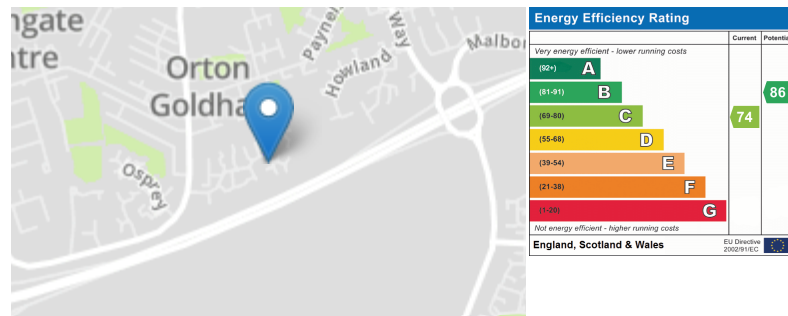 ngate
ntre
Orton
Goldha
Payne
Howland
Way
Malbor
Osprey
Energy Efficiency Rating
Current Potentia
Very energy efficient - lower running costs
(92+) A
(81-91) B 86
(69-80) C 74
(55-68) D
(39-54) E
(21-38) F
(1-20) G
Not energy efficient - higher running costs
England, Scotland & Wales
EU Directive
2002/91/EC